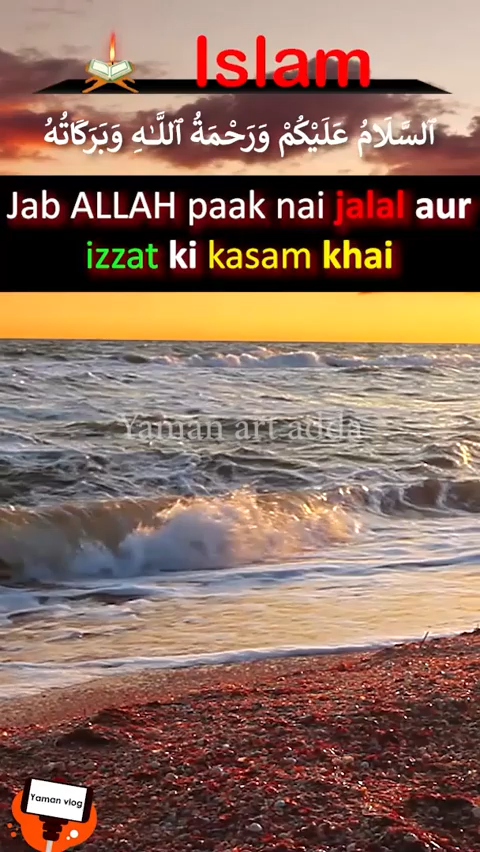 Islam
ٱلسَّلَامُ عَلَيْكُمْ وَرَحْمَةُ ٱللَّـٰهِ وَبَرَكَاتُهُ
Jab ALLAH paak nai jalal aur
izzat ki kasam khai
Yaman art adda
Yaman vlog